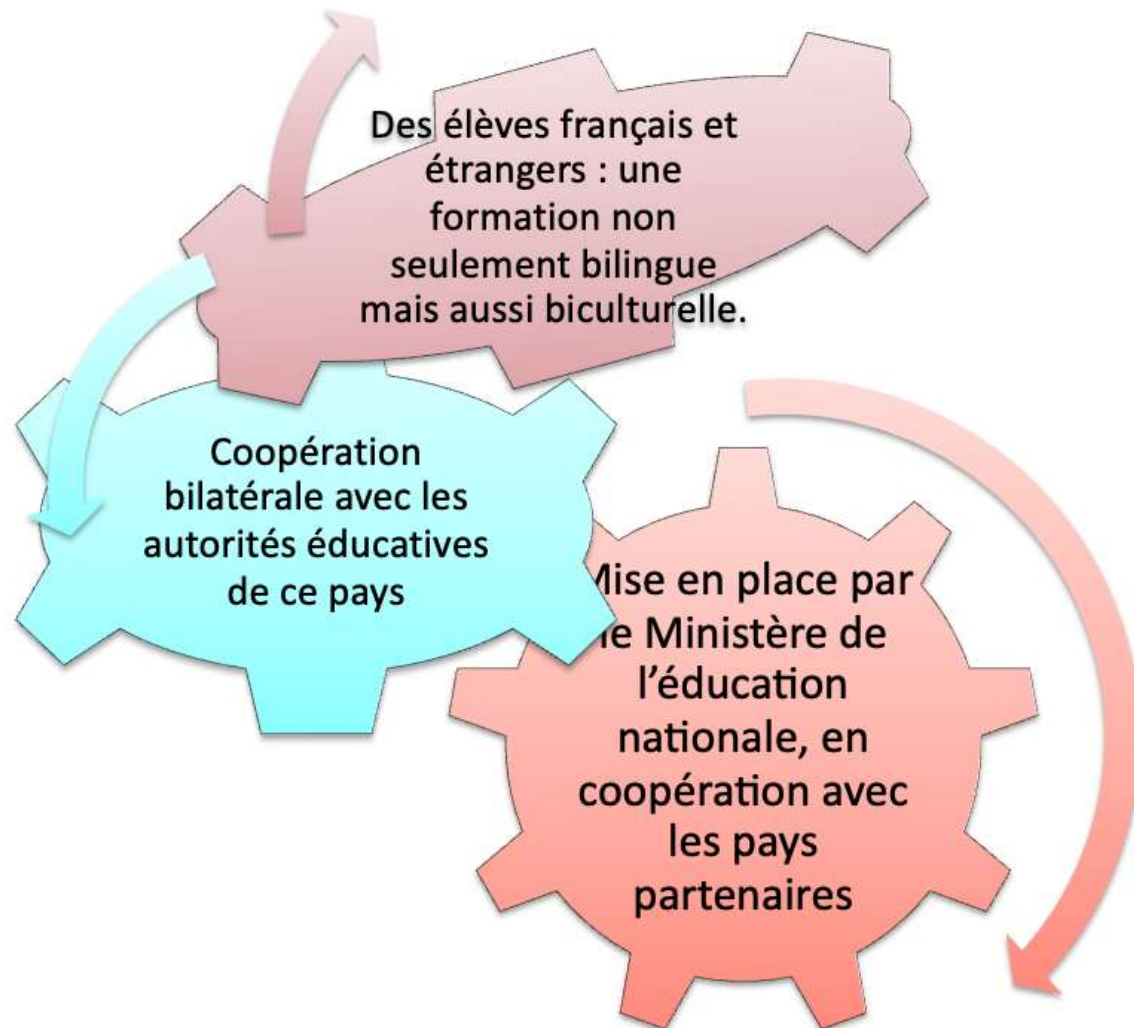 Des élèves français et
étrangers : une
formation non
seulement bilingue
mais aussi biculturelle.
Coopération
bilatérale avec les
autorités éducatives
de ce pays
Mise en place par
le Ministère de
l’éducation
nationale, en
coopération avec
les pays
partenaires